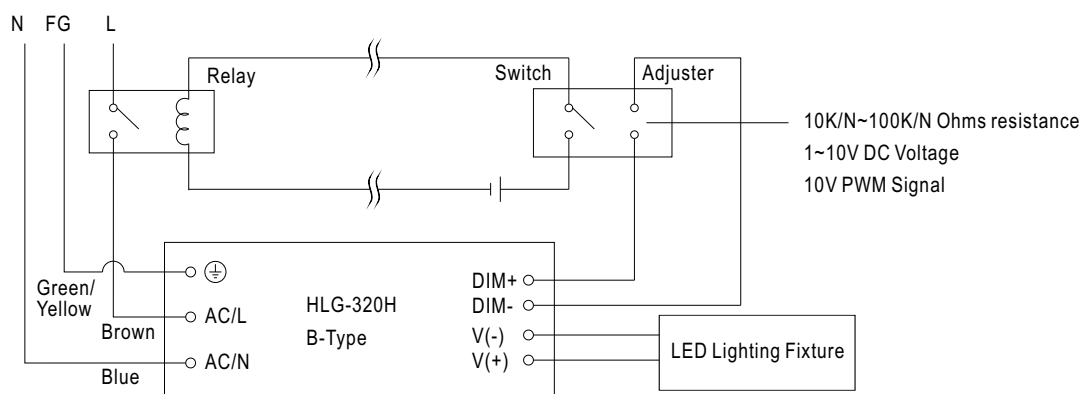 N FG L
Relay
Switch
Adjuster
10K/N~100K/N Ohms resistance
1~10V DC Voltage
10V PWM Signal
Green/
Yellow
Brown
Blue
AC/L
AC/N
HLG-320H
B-Type
DIM+
DIM-
V(-)
V(+)
LED Lighting Fixture